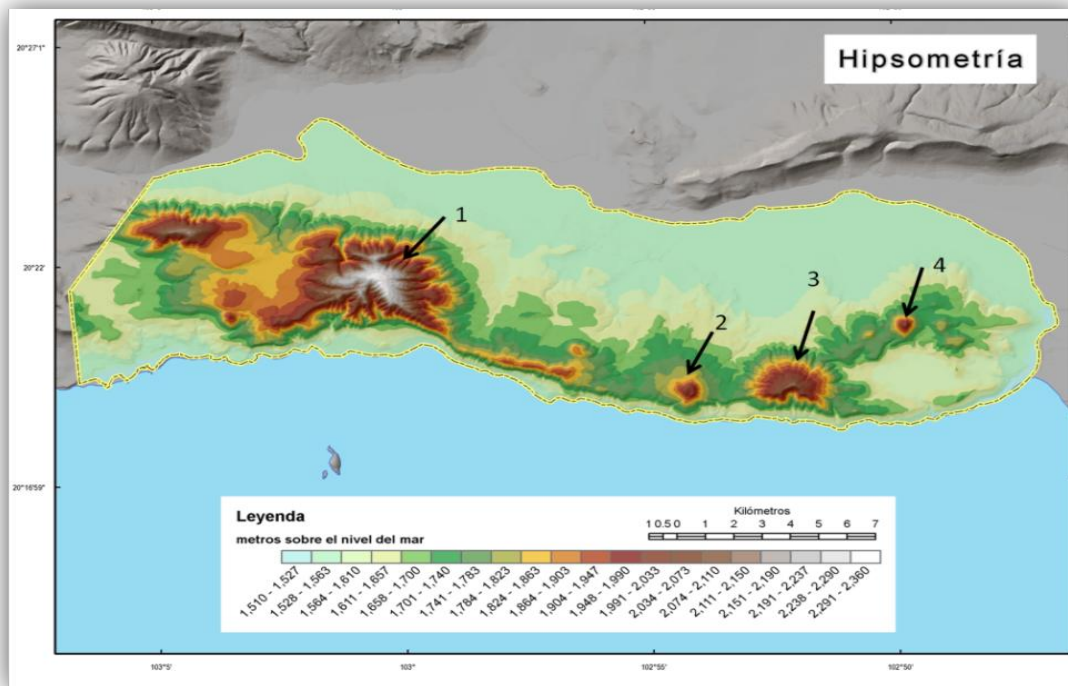 Hipsometría
20°27'1"
20°22'
20°16'59"
1
2
3
4
Leyenda
metros sobre el nivel del mar
1,510 - 1,527
1,528 - 1,563
1,564 - 1,610
1,611 - 1,657
1,658 - 1,700
1,701 - 1,740
1,741 - 1,783
1,784 - 1,823
1,824 - 1,863
1,864 - 1,903
1,904 - 1,947
1,948 - 1,990
1,991 - 2,033
2,034 - 2,073
2,074 - 2,110
2,111 - 2,150
2,151 - 2,190
2,191 - 2,237
2,238 - 2,290
2,291 - 2,360
Kilómetros
1 0.5 0 1 2 3 4 5 6 7
103°5'
103°
102°55'
102°50'